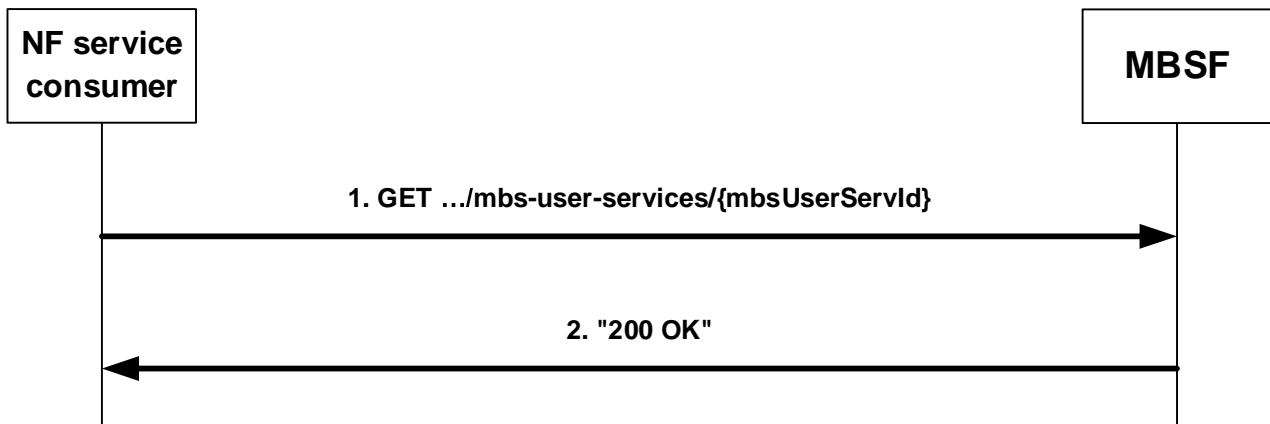 NF service
consumer
MBSF
1. GET …/mbs-user-services/{mbsUserServId}
2. "200 OK"